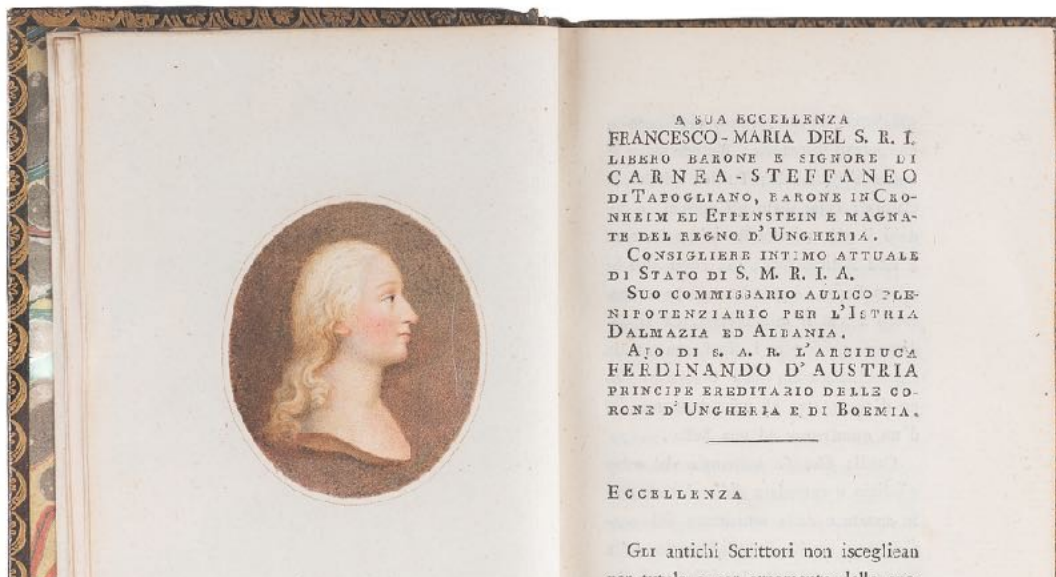 A SUA ECCELLENZA
FRANCESCO-MARIA DEL S. R. I.
LIBERO BARONE E SIGNORE DI
CARNEA-STEFFANEO
DI TAPOGLIANO, BARONE IN CRO-
NHEIM ED EPPENSTEIN E MAGNA-
TE DEL REGNO D' UNGHERIA.
CONSIGLIERE INTIMO ATTUALE
DI STATO DI S. M. R. I. A.
SUO COMMISSARIO AULICO PLE-
NIPOTENZIARIO PER L'ISTRIA
DALMAZIA ED ALBANIA.
AJO DI S. A. R. L'ARCIDUCA
FERDINANDO D'AUSTRIA
PRINCIPE EREDITARIO DELLE CO-
RONE D' UNGHERIA E DI BOEMIA.
ECCELLENZA
GLI antichi Scrittori non iscegliean